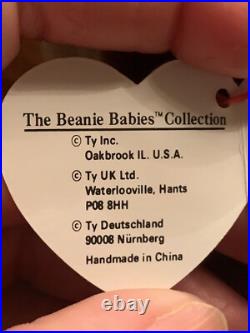 The Beanie Babies™ Collection
© Ty Inc.
Oakbrook IL. U.S.A.
© Ty UK Ltd.
Waterlooville, Hants
P08 8HH
© Ty Deutschland
90008 Nürnberg
Handmade in China